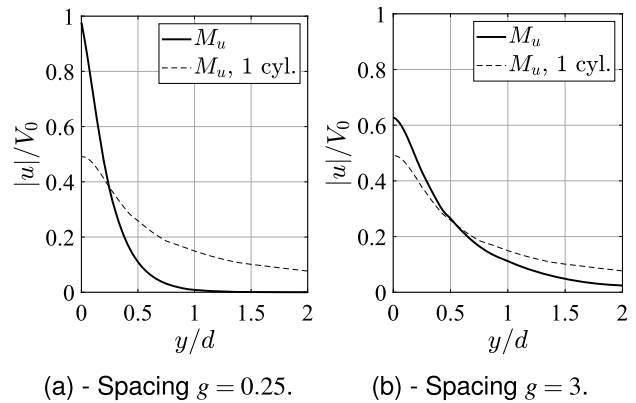 1
0.8
0.6
0.4
0.2
0
|u|/V₀
M_u
M_u, 1 cyl.
0 0.5 1 1.5 2
y/d
(a) - Spacing g = 0.25.
1
0.8
0.6
0.4
0.2
0
|u|/V₀
M_u
M_u, 1 cyl.
0 0.5 1 1.5 2
y/d
(b) - Spacing g = 3.